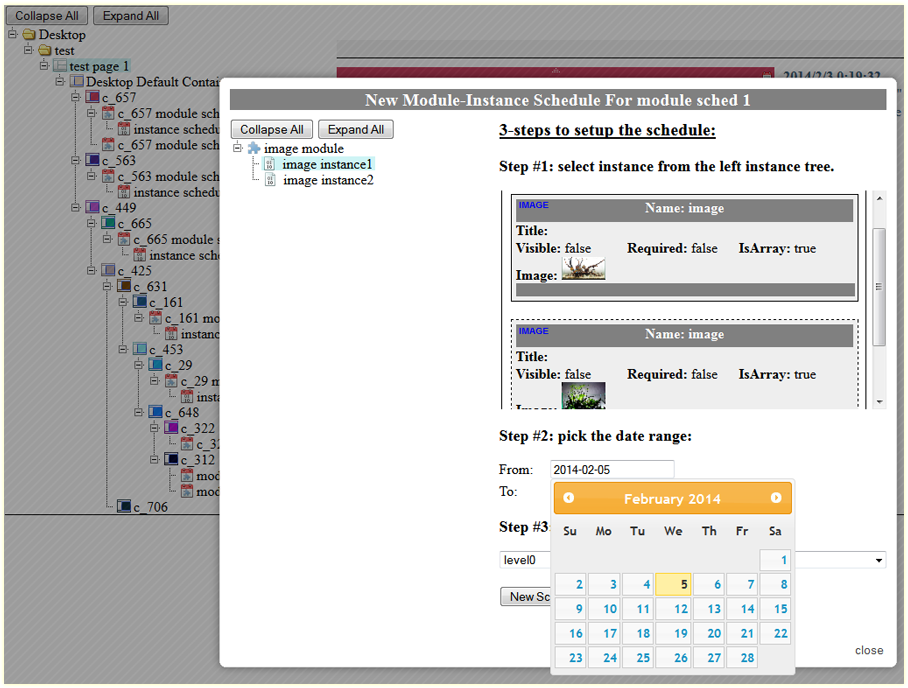 Collapse All Expand All
Desktop
test
test page 1
Desktop Default Contai
c_657
c_657 module sch
instance schedu
c_657 module sch
c_563
c_563 module sch
instance schedu
c_449
c_665
c_665 module s
instance sche
c_425
c_631
c_161
c_161 mo
instanc
c_453
c_29
c_29 m
instan
c_648
c_322
c_32
c_312
mod
mod
c_706
2014/2/3 0:19:32
New Module-Instance Schedule For module sched 1
Collapse All Expand All
image module
image instance1
image instance2
3-steps to setup the schedule:
Step #1: select instance from the left instance tree.
IMAGE Name: image
Title:
Visible: false Required: false IsArray: true
Image:
IMAGE Name: image
Title:
Visible: false Required: false IsArray: true
Image:
Step #2: pick the date range:
From: 2014-02-05
To:
February 2014
Su Mo Tu We Th Fr Sa
1
2 3 4 5 6 7 8
9 10 11 12 13 14 15
16 17 18 19 20 21 22
23 24 25 26 27 28
Step #3:
level0
New Sc
close